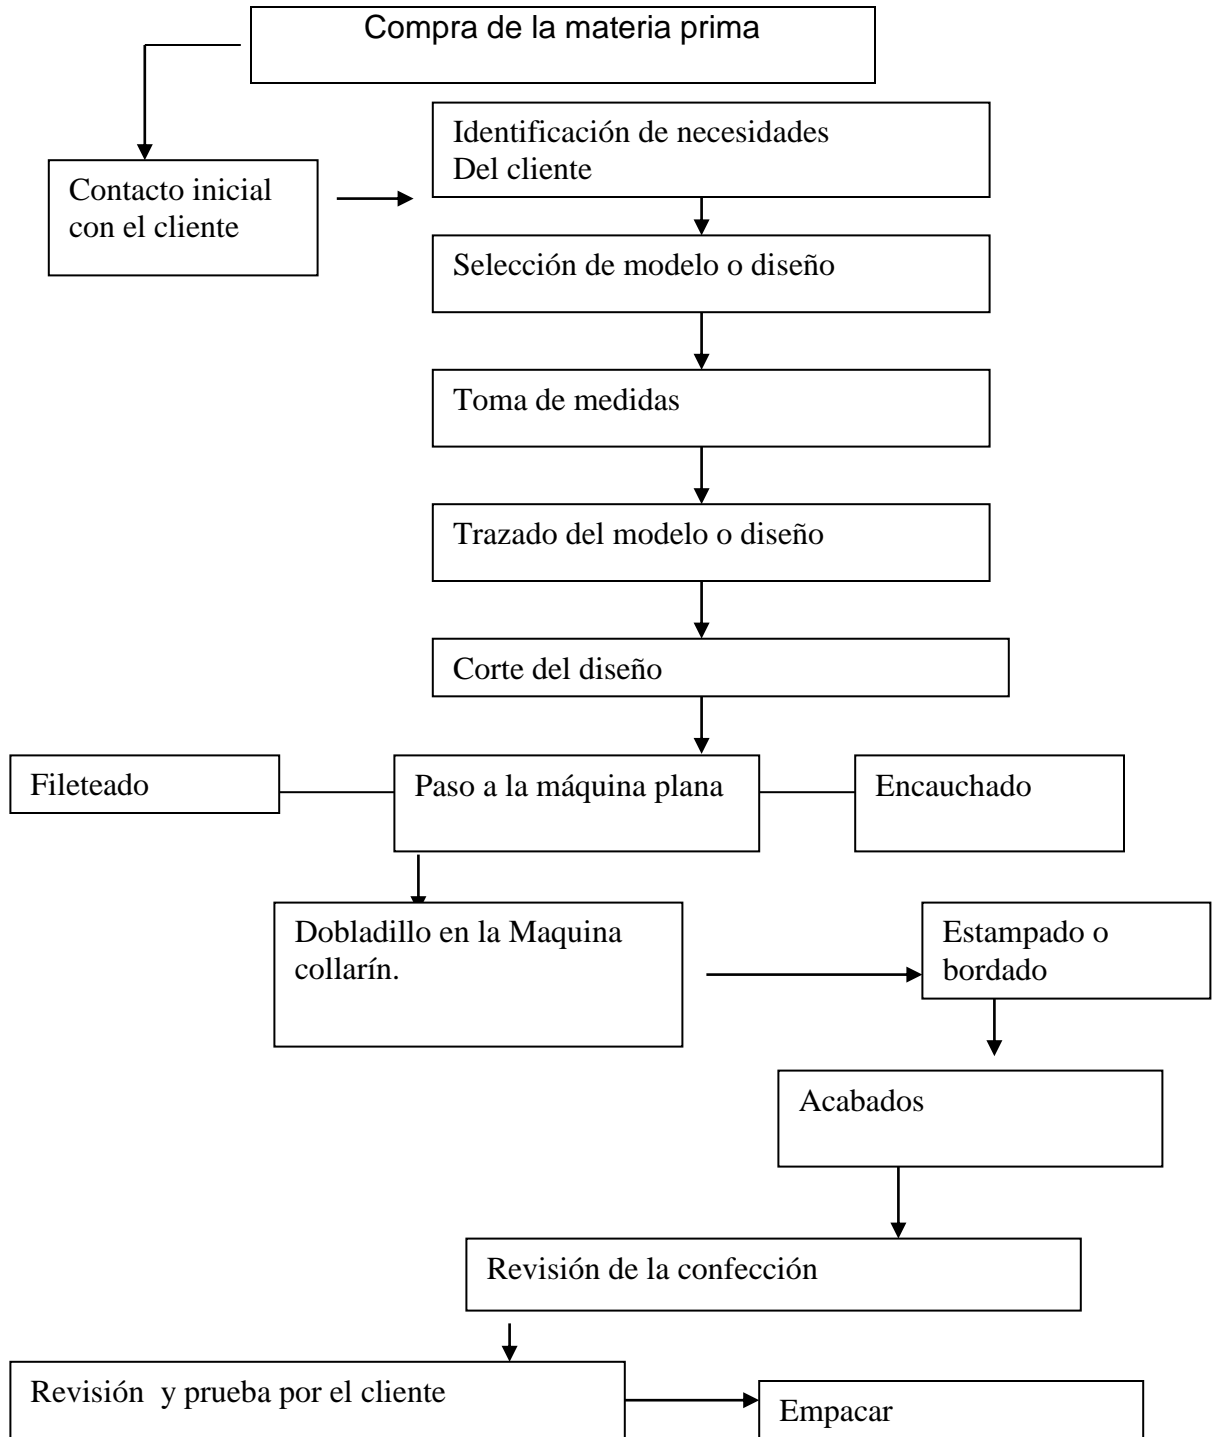 Compra de la materia prima
Identificación de necesidades
Del cliente
Contacto inicial
con el cliente
Selección de modelo o diseño
Toma de medidas
Trazado del modelo o diseño
Corte del diseño
Fileteado
Paso a la máquina plana
Encauchado
Dobladillo en la Maquina
collarín.
Estampado o
bordado
Acabados
Revisión de la confección
Revisión  y prueba por el cliente
Empacar